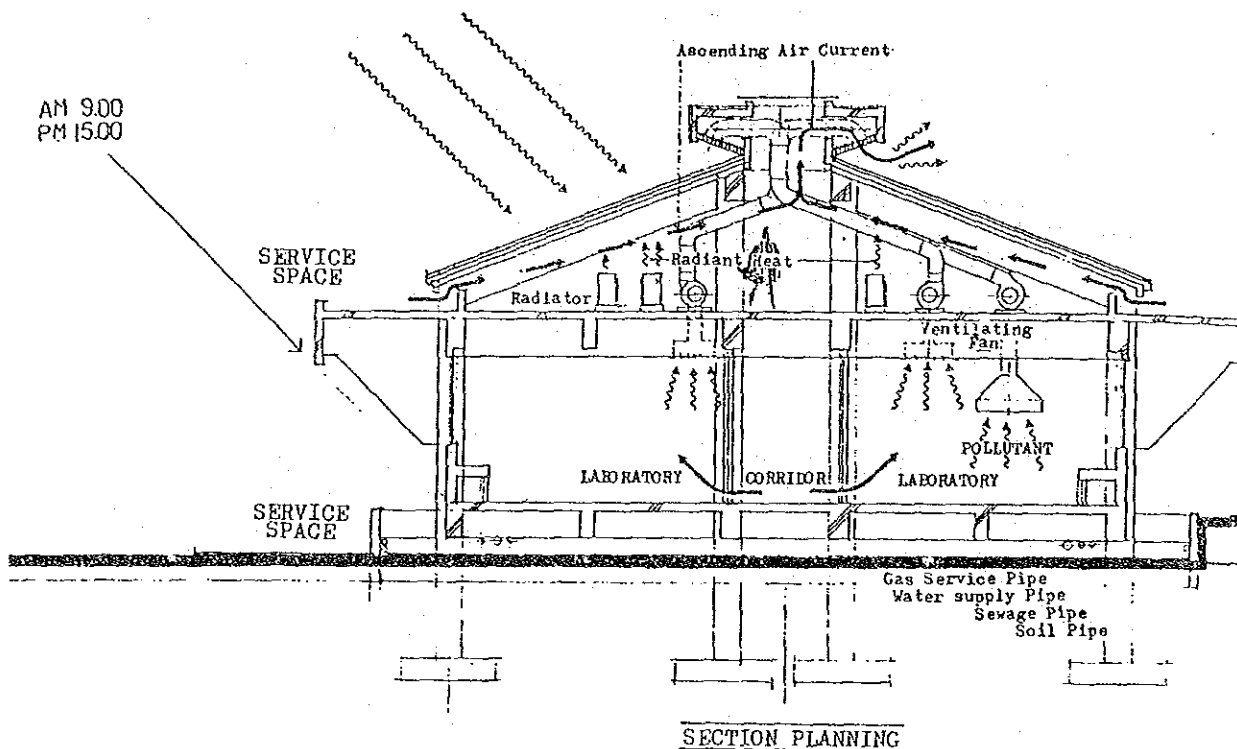 Ascending Air Current
AM 9.00
PM 15.00
SERVICE
SPACE
Radiant Heat
Radiator
Ventilating
Fan
POLLUTANT
LABORATORY
CORRIDOR
LABORATORY
SERVICE
SPACE
Gas Service Pipe
Water supply Pipe
Sewage Pipe
Soil Pipe
SECTION PLANNING